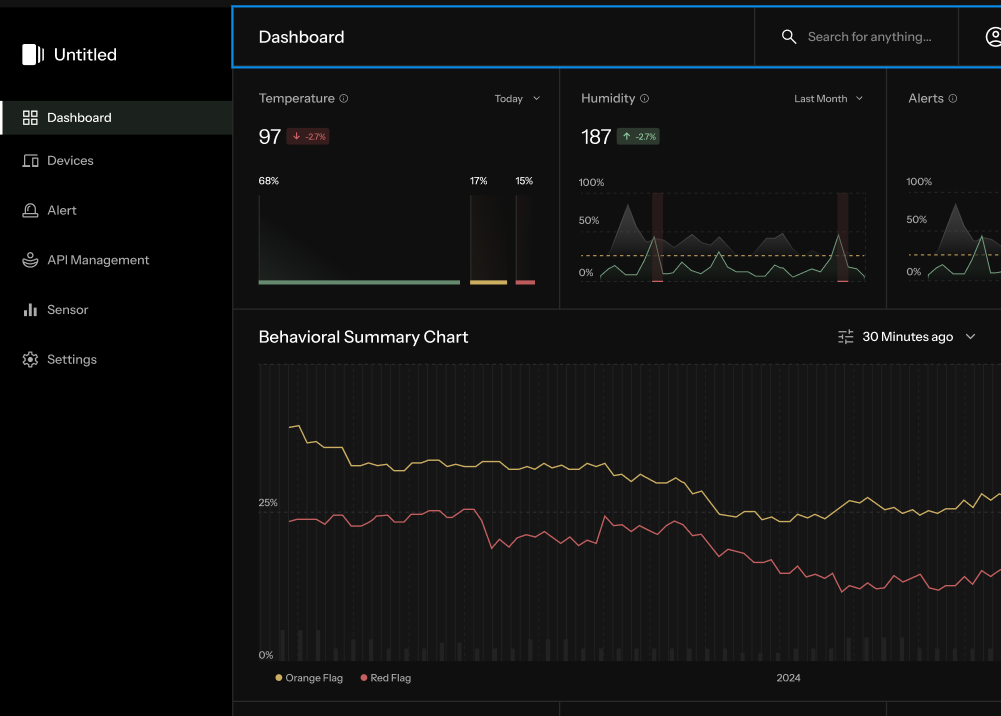 Untitled
Dashboard
Devices
Alert
API Management
Sensor
Settings
Dashboard
Search for anything...
Temperature
Today
97
-2.7%
68%
17%
15%
Humidity
Last Month
187
-2.7%
100%
50%
0%
Alerts
100%
50%
0%
Behavioral Summary Chart
30 Minutes ago
25%
0%
Orange Flag
Red Flag
2024